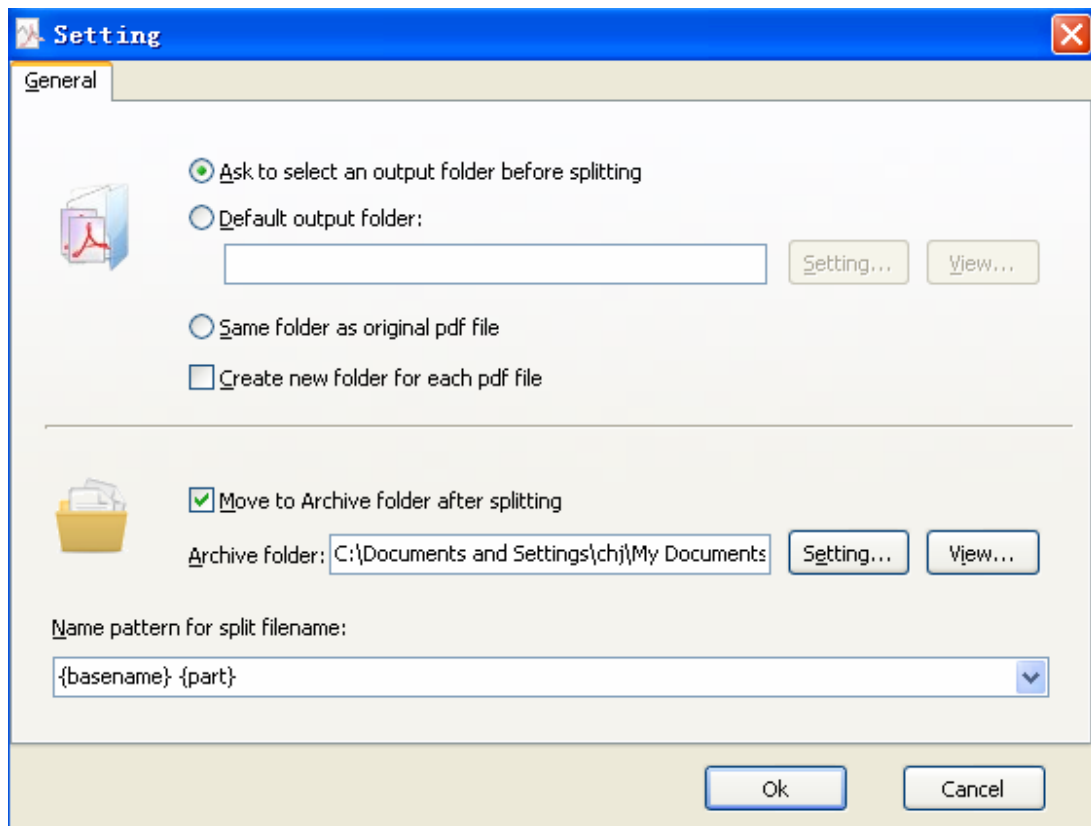 Setting
General
Ask to select an output folder before splitting
Default output folder:
Setting... View...
Same folder as original pdf file
Create new folder for each pdf file
Move to Archive folder after splitting
Archive folder: C:\Documents and Settings\chj\My Documents Setting... View...
Name pattern for split filename:
{basename} {part}
Ok Cancel